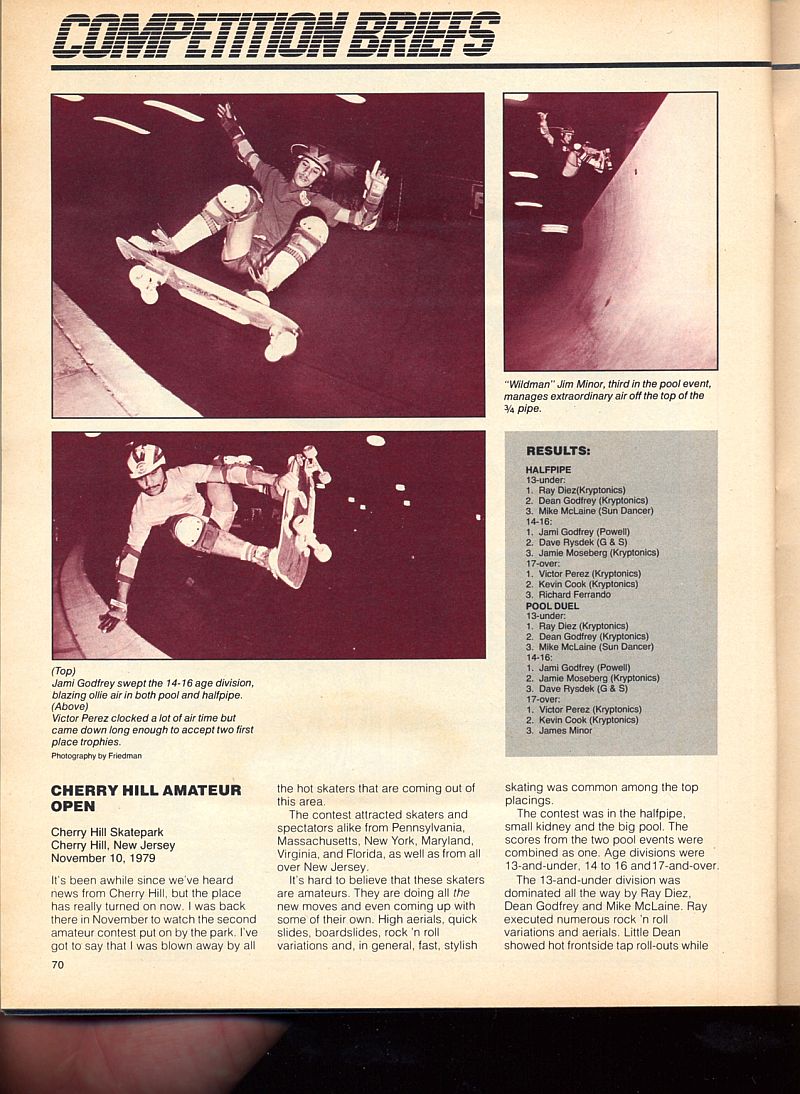 COMPETITION BRIEFS
"Wildman" Jim Minor, third in the pool event,
manages extraordinary air off the top of the
¾ pipe.
RESULTS:
HALFPIPE
13-under:
1. Ray Diez(Kryptonics)
2. Dean Godfrey (Kryptonics)
3. Mike McLaine (Sun Dancer)
14-16:
1. Jami Godfrey (Powell)
2. Dave Rysdek (G & S)
3. Jamie Moseberg (Kryptonics)
17-over:
1. Victor Perez (Kryptonics)
2. Kevin Cook (Kryptonics)
3. Richard Ferrando
POOL DUEL
13-under:
1. Ray Diez (Kryptonics)
2. Dean Godfrey (Kryptonics)
3. Mike McLaine (Sun Dancer)
14-16:
1. Jami Godfrey (Powell)
2. Jamie Moseberg (Kryptonics)
3. Dave Rysdek (G & S)
17-over:
1. Victor Perez (Kryptonics)
2. Kevin Cook (Kryptonics)
3. James Minor
(Top)
Jami Godfrey swept the 14-16 age division,
blazing ollie air in both pool and halfpipe.
(Above)
Victor Perez clocked a lot of air time but
came down long enough to accept two first
place trophies.
Photography by Friedman
CHERRY HILL AMATEUR
OPEN
Cherry Hill Skatepark
Cherry Hill, New Jersey
November 10, 1979
It's been awhile since we've heard
news from Cherry Hill, but the place
has really turned on now. I was back
there in November to watch the second
amateur contest put on by the park. I've
got to say that I was blown away by all
the hot skaters that are coming out of
this area.
The contest attracted skaters and
spectators alike from Pennsylvania,
Massachusetts, New York, Maryland,
Virginia, and Florida, as well as from all
over New Jersey.
It's hard to believe that these skaters
are amateurs. They are doing all the
new moves and even coming up with
some of their own. High aerials, quick
slides, boardslides, rock 'n roll
variations and, in general, fast, stylish
skating was common among the top
placings.
The contest was in the halfpipe,
small kidney and the big pool. The
scores from the two pool events were
combined as one. Age divisions were
13-and-under, 14 to 16 and 17-and-over.
The 13-and-under division was
dominated all the way by Ray Diez,
Dean Godfrey and Mike McLaine. Ray
executed numerous rock 'n roll
variations and aerials. Little Dean
showed hot frontside tap roll-outs while
70